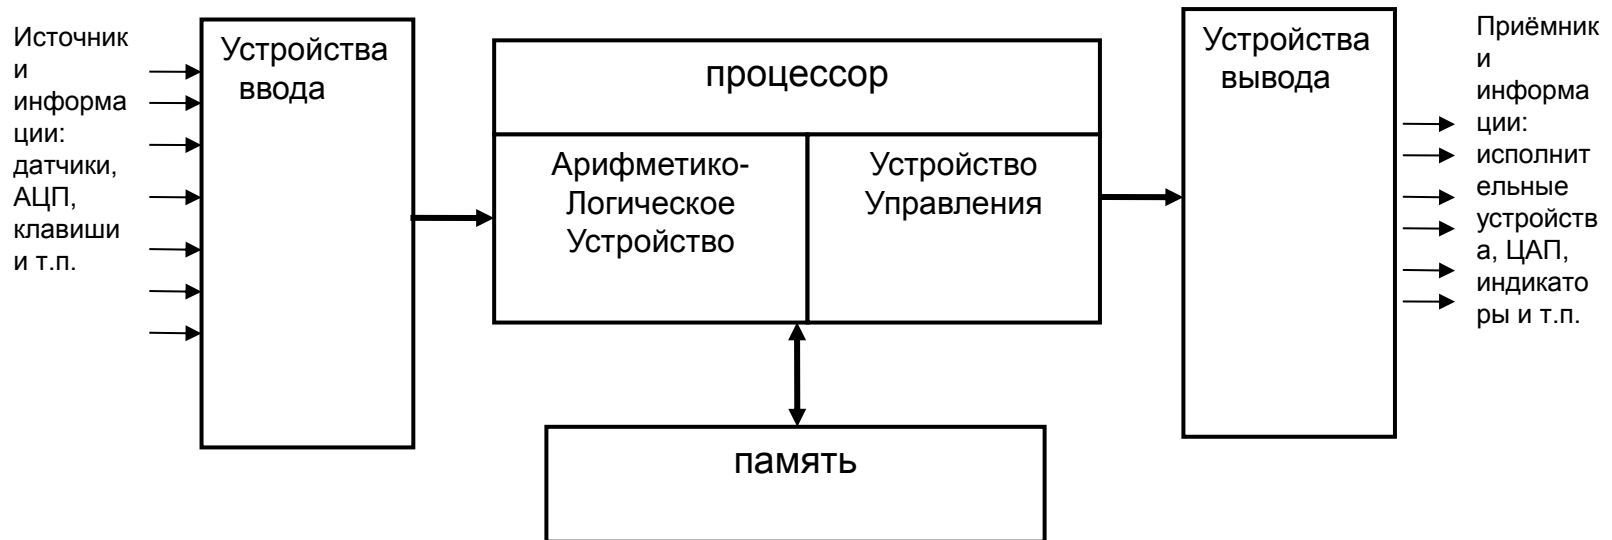 Источник
и
информа
ции:
датчики,
АЦП,
клавиши
и т.п.
Устройства
ввода
процессор
Арифметико-
Логическое
Устройство
Устройство
Управления
память
Устройства
вывода
Приёмник
и
информа
ции:
исполнит
ельные
устройств
а, ЦАП,
индикато
ры и т.п.